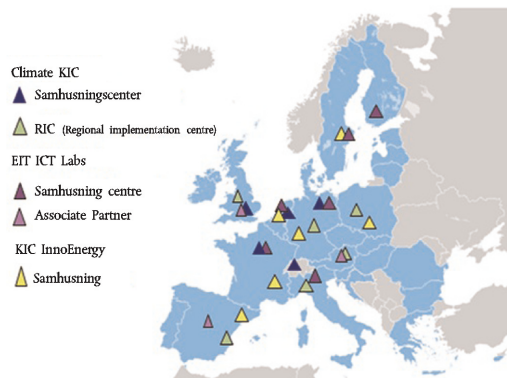 Climate KIC
Samhusningscenter
RIC (Regional implementation centre)
EIT ICT Labs
Samhusning centre
Associate Partner
KIC InnoEnergy
Samhusning